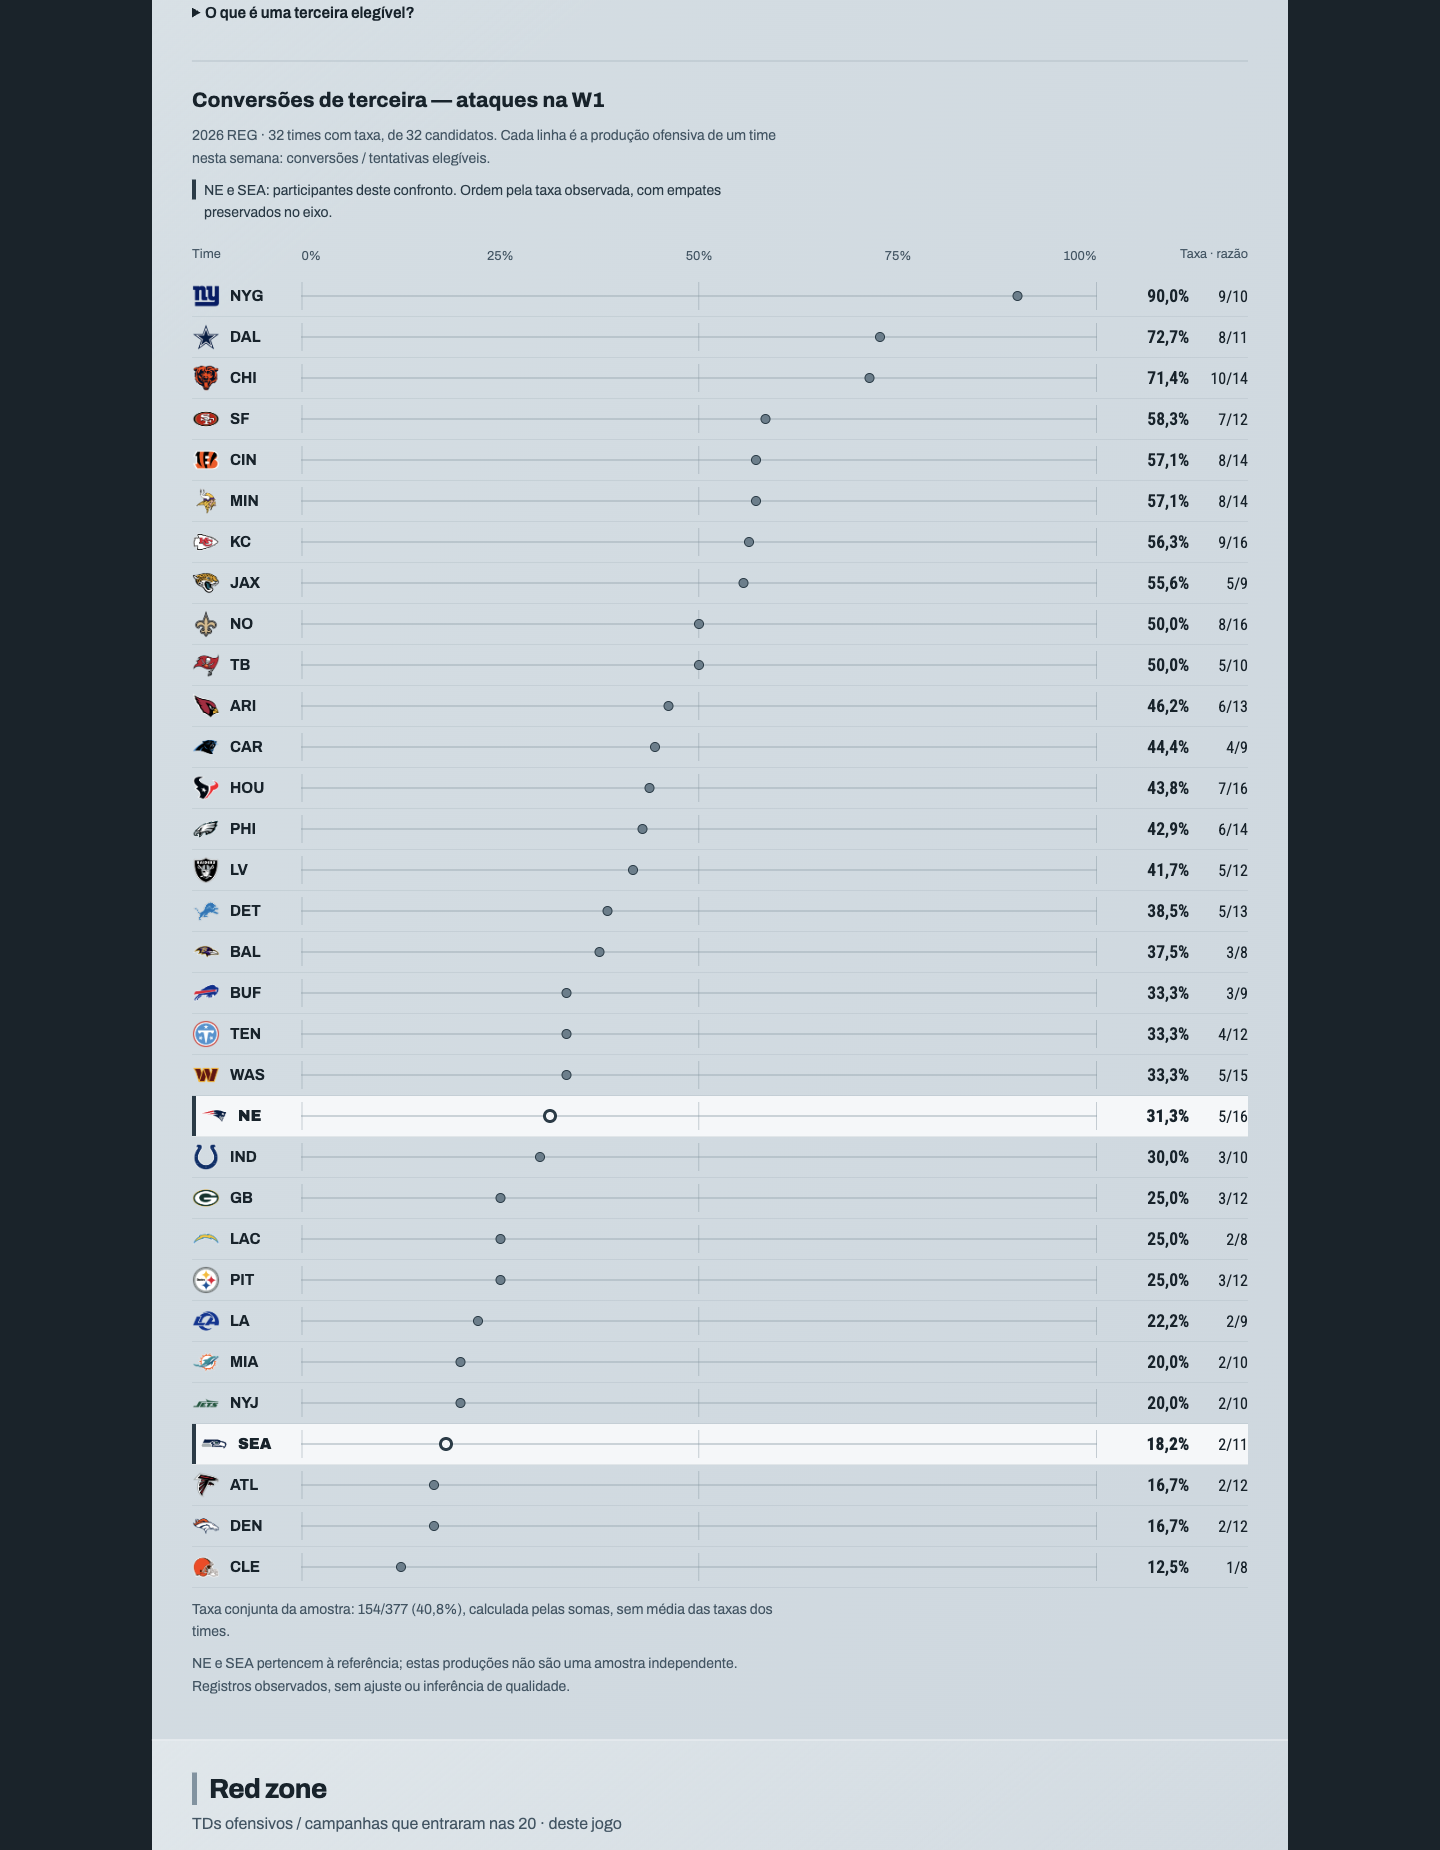 ▶ O que é uma terceira elegível?
Conversões de terceira — ataques na W1
2026 REG · 32 times com taxa, de 32 candidatos. Cada linha é a produção ofensiva de um time
nesta semana: conversões / tentativas elegíveis.
NE e SEA: participantes deste confronto. Ordem pela taxa observada, com empates
preservados no eixo.
Time 0% 25% 50% 75% 100% Taxa · razão
NYG 90,0% 9/10
DAL 72,7% 8/11
CHI 71,4% 10/14
SF 58,3% 7/12
CIN 57,1% 8/14
MIN 57,1% 8/14
KC 56,3% 9/16
JAX 55,6% 5/9
NO 50,0% 8/16
TB 50,0% 5/10
ARI 46,2% 6/13
CAR 44,4% 4/9
HOU 43,8% 7/16
PHI 42,9% 6/14
LV 41,7% 5/12
DET 38,5% 5/13
BAL 37,5% 3/8
BUF 33,3% 3/9
TEN 33,3% 4/12
WAS 33,3% 5/15
NE 31,3% 5/16
IND 30,0% 3/10
GB 25,0% 3/12
LAC 25,0% 2/8
PIT 25,0% 3/12
LA 22,2% 2/9
MIA 20,0% 2/10
NYJ 20,0% 2/10
SEA 18,2% 2/11
ATL 16,7% 2/12
DEN 16,7% 2/12
CLE 12,5% 1/8
Taxa conjunta da amostra: 154/377 (40,8%), calculada pelas somas, sem média das taxas dos
times.
NE e SEA pertencem à referência; estas produções não são uma amostra independente.
Registros observados, sem ajuste ou inferência de qualidade.
Red zone
TDs ofensivos / campanhas que entraram nas 20 · deste jogo